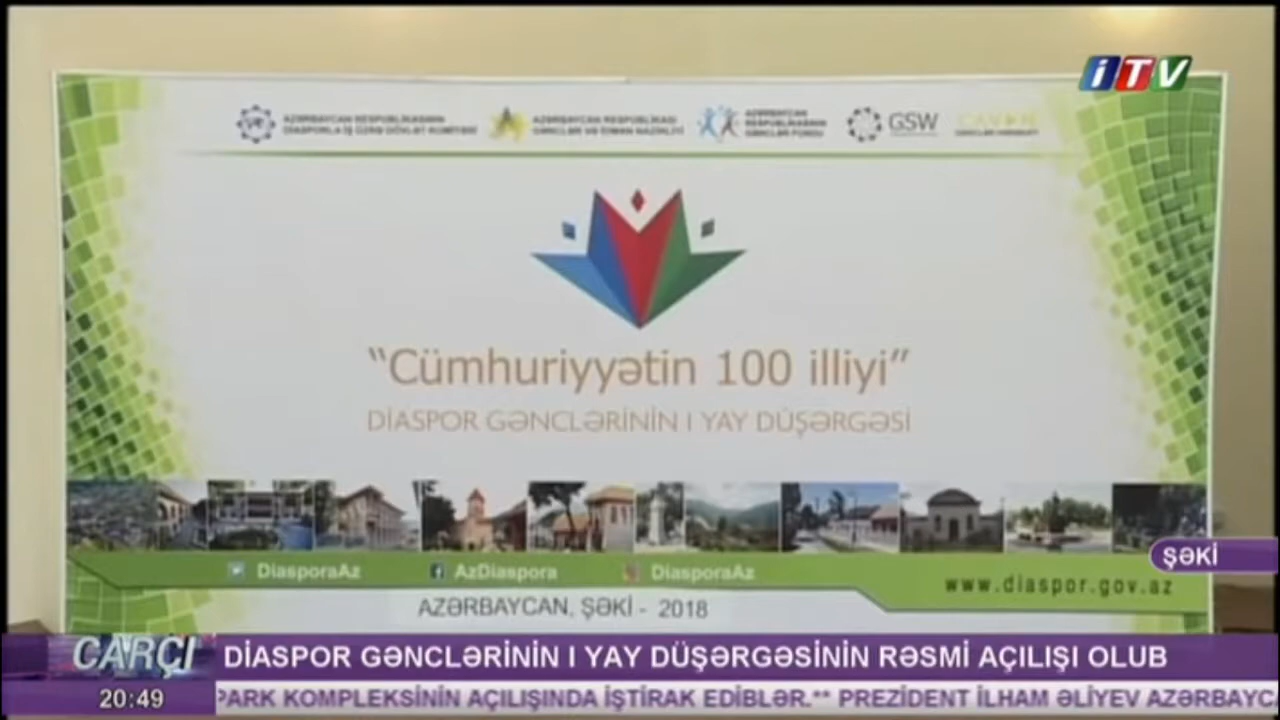 iTV
AZƏRBAYCAN RESPUBLİKASININ
DİASPORLA İŞ ÜZRƏ DÖVLƏT KOMİTƏSİ
AZƏRBAYCAN RESPUBLİKASI
GƏNCLƏR VƏ İDMAN NAZİRLİYİ
AZƏRBAYCAN
RESPUBLİKASININ
GƏNCLƏR FONDU
GSW
"Cümhuriyyətin 100 illiyi"
DİASPOR GƏNCLƏRİNİN I YAY DÜŞƏRGƏSİ
DiasporaAz AzDiaspora DiasporaAz
www.diaspor.gov.az
AZƏRBAYCAN, ŞƏKİ - 2018
ŞƏKİ
CARÇI
DİASPOR GƏNCLƏRİNİN I YAY DÜŞƏRGƏSİNİN RƏSMİ AÇILIŞI OLUB
20:49
PARK KOMPLEKSİNİN AÇILIŞINDA İŞTİRAK EDİBLƏR.** PREZİDENT İLHAM ƏLİYEV AZƏRBAYC